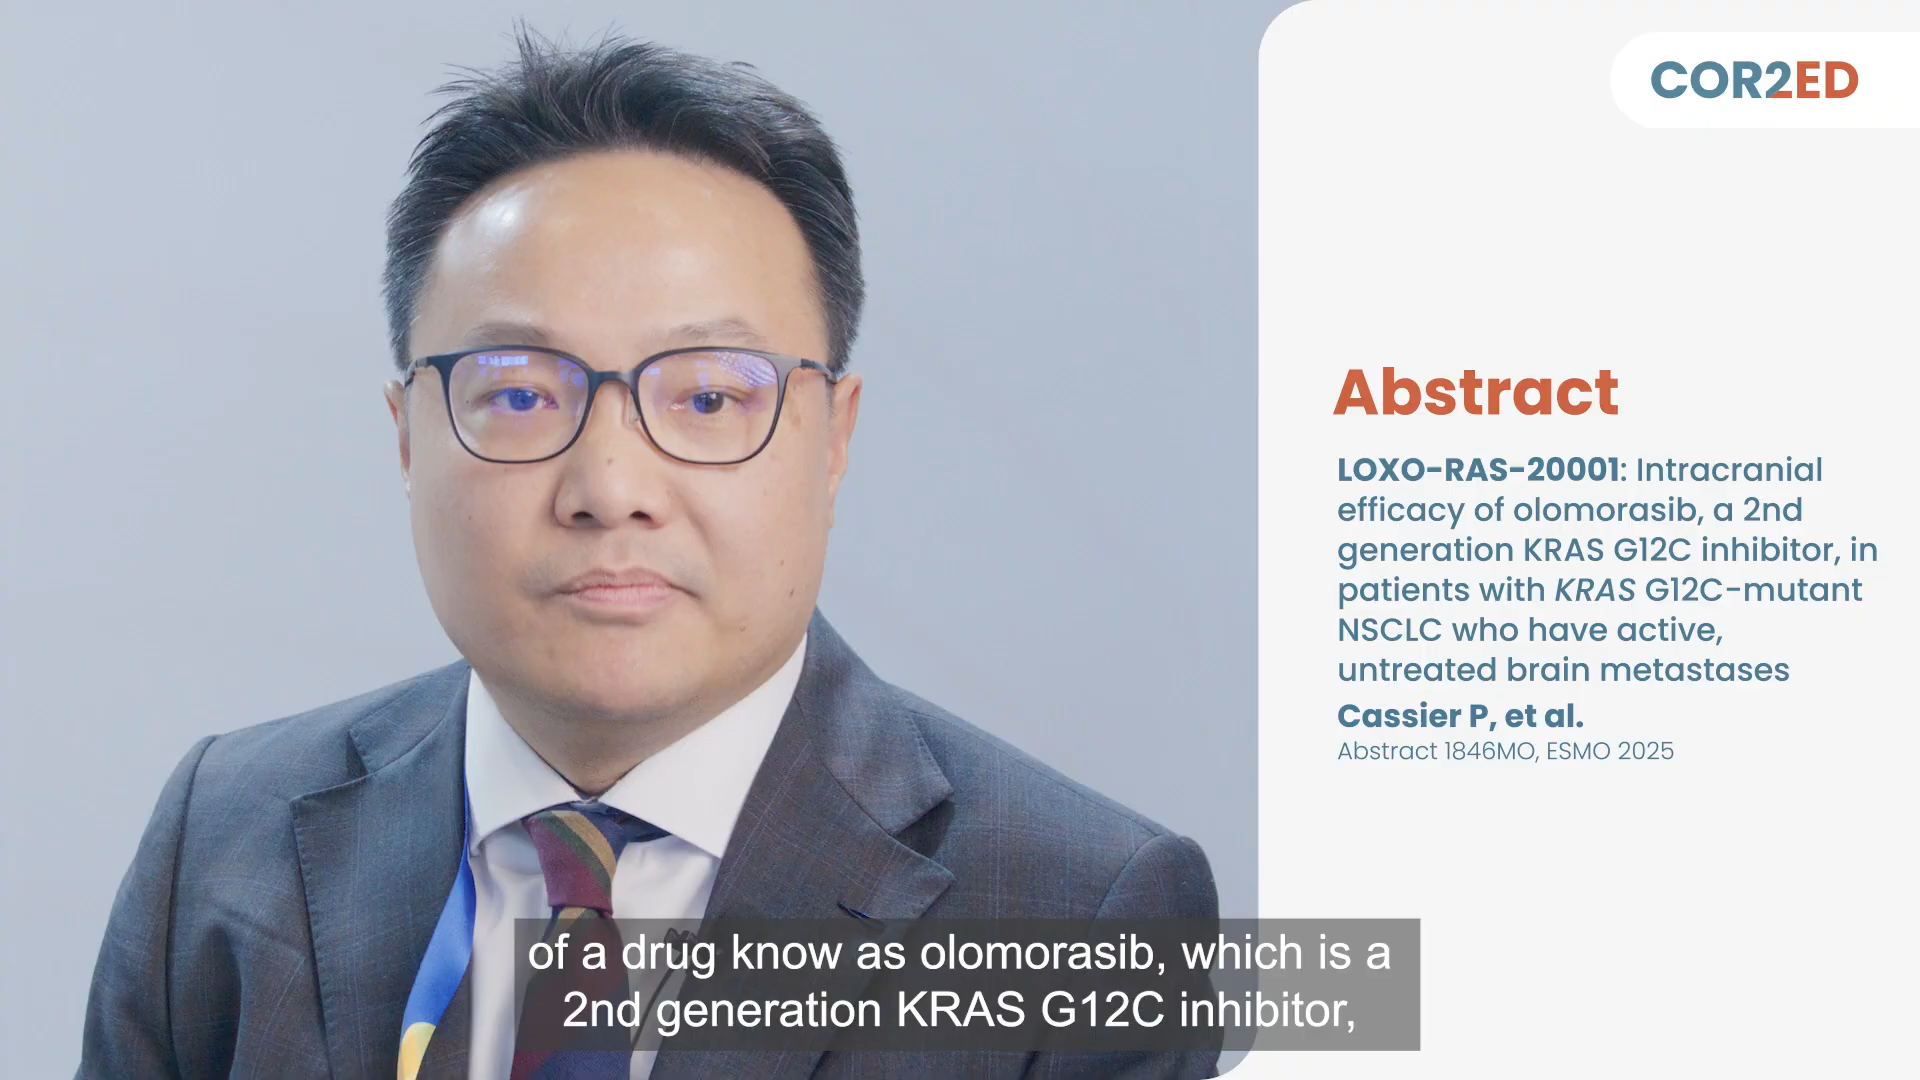 COR2ED
Abstract
LOXO-RAS-20001: Intracranial
efficacy of olomorasib, a 2nd
generation KRAS G12C inhibitor, in
patients with KRAS G12C-mutant
NSCLC who have active,
untreated brain metastases
Cassier P, et al.
Abstract 1846MO, ESMO 2025
of a drug know as olomorasib, which is a
2nd generation KRAS G12C inhibitor,